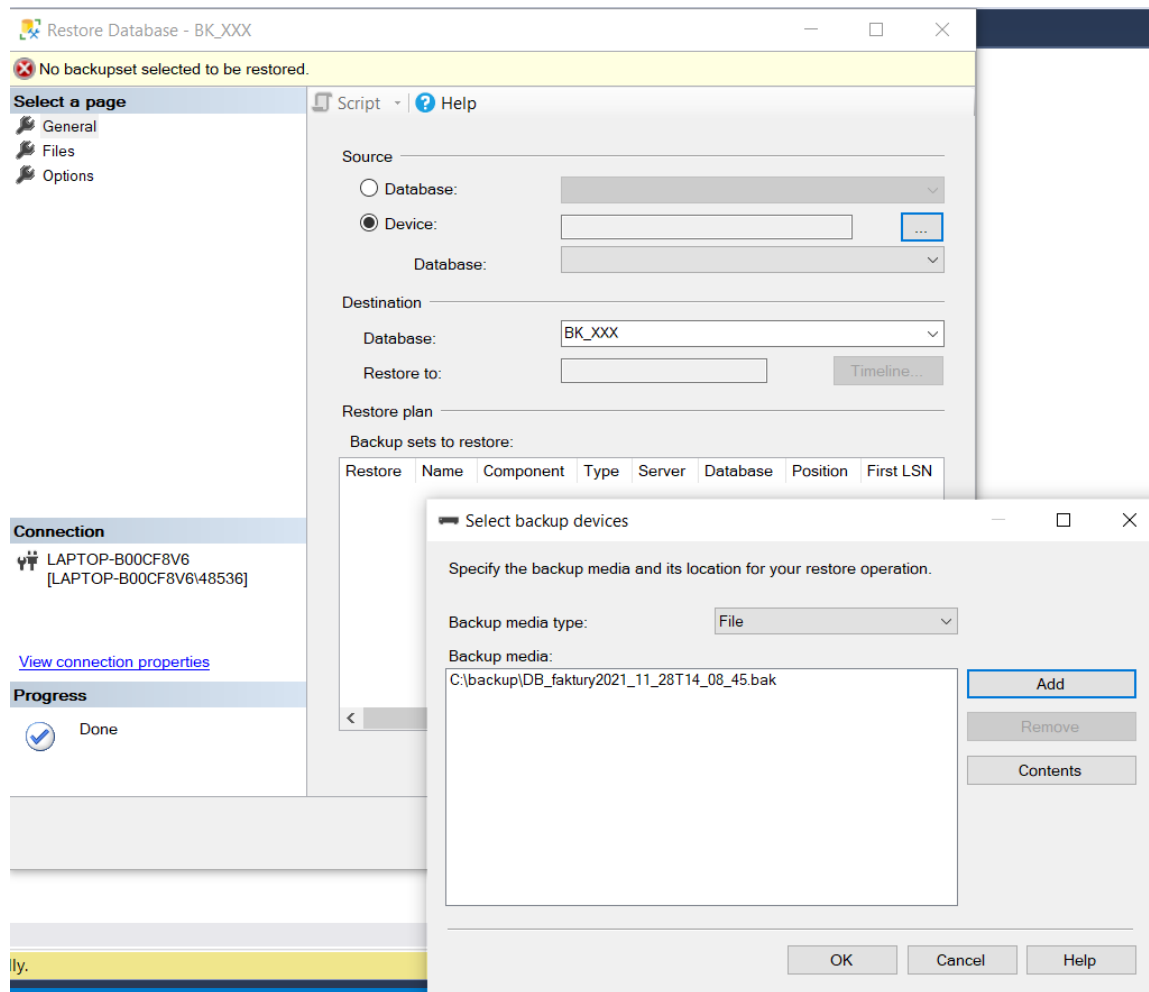 Restore Database - BK_XXX
No backupset selected to be restored.
Select a page
General
Files
Options
Script
Help
Source
Database:
Device:
...
Database:
Destination
Database:
BK_XXX
Restore to:
Timeline...
Restore plan
Backup sets to restore:
Restore Name Component Type Server Database Position First LSN
Connection
LAPTOP-B00CF8V6
[LAPTOP-B00CF8V6\48536]
View connection properties
Progress
Done
Select backup devices
Specify the backup media and its location for your restore operation.
Backup media type:
File
Backup media:
C:\backup\DB_faktury2021_11_28T14_08_45.bak
Add
Remove
Contents
OK
Cancel
Help
lly.